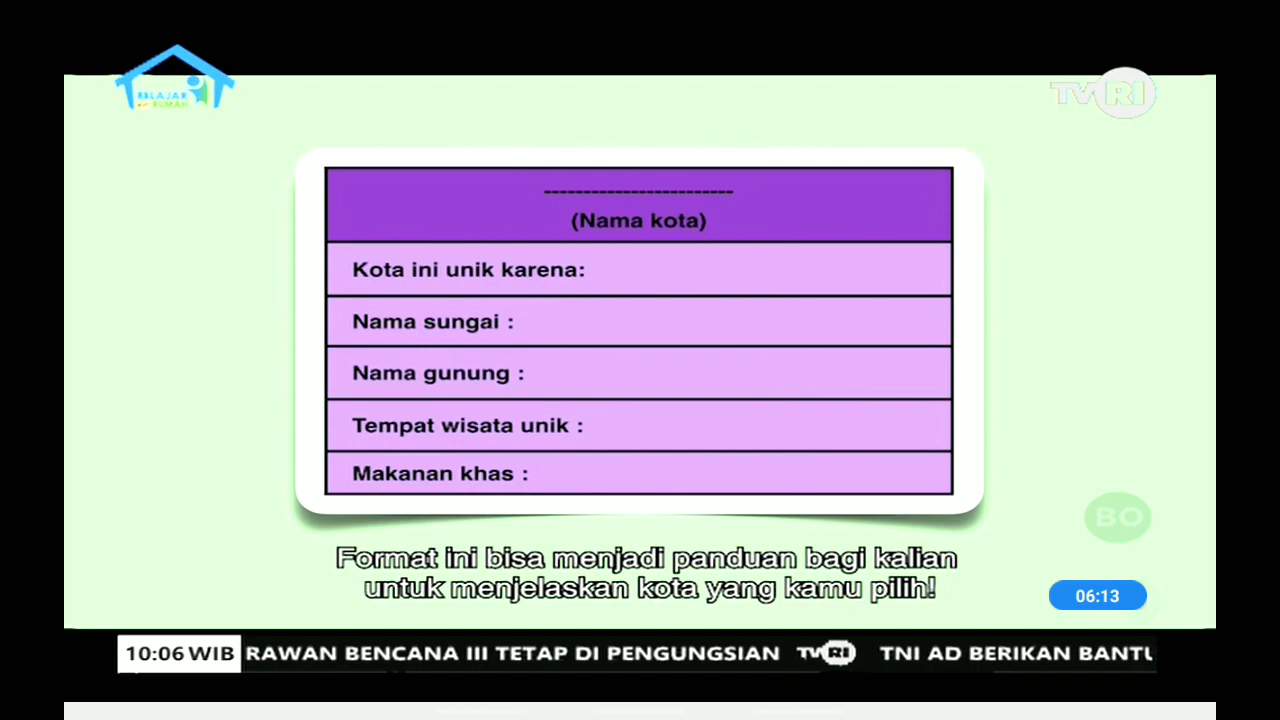 BELAJAR
RUMAH
TVRI
------------------------
(Nama kota)
Kota ini unik karena:
Nama sungai :
Nama gunung :
Tempat wisata unik :
Makanan khas :
BO
Format ini bisa menjadi panduan bagi kalian
untuk menjelaskan kota yang kamu pilih!
06:13
10:06 WIB RAWAN BENCANA III TETAP DI PENGUNGSIAN TVRI TNI AD BERIKAN BANTU